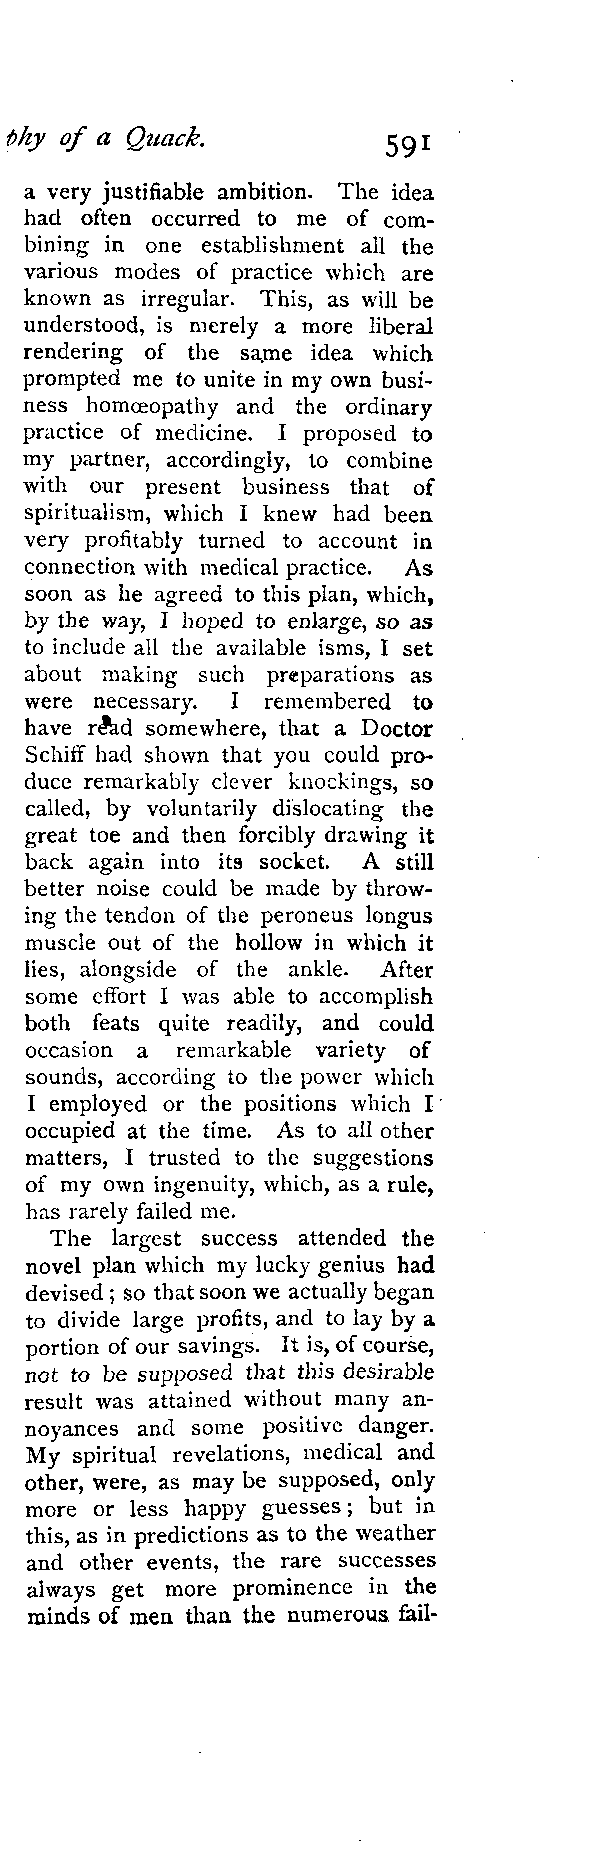 phy of a Quack. 591
a very justifiable ambition. The idea
had often occurred to me of com-
bining in one establishment all the
various modes of practice which are
known as irregular. This, as will be
understood, is merely a more liberal
rendering of the same idea which
prompted me to unite in my own busi-
ness homœopathy and the ordinary
practice of medicine. I proposed to
my partner, accordingly, to combine
with our present business that of
spiritualism, which I knew had been
very profitably turned to account in
connection with medical practice. As
soon as he agreed to this plan, which,
by the way, I hoped to enlarge, so as
to include all the available isms, I set
about making such preparations as
were necessary. I remembered to
have read somewhere, that a Doctor
Schiff had shown that you could pro-
duce remarkably clever knockings, so
called, by voluntarily dislocating the
great toe and then forcibly drawing it
back again into its socket. A still
better noise could be made by throw-
ing the tendon of the peroneus longus
muscle out of the hollow in which it
lies, alongside of the ankle. After
some effort I was able to accomplish
both feats quite readily, and could
occasion a remarkable variety of
sounds, according to the power which
I employed or the positions which I
occupied at the time. As to all other
matters, I trusted to the suggestions
of my own ingenuity, which, as a rule,
has rarely failed me.
The largest success attended the
novel plan which my lucky genius had
devised; so that soon we actually began
to divide large profits, and to lay by a
portion of our savings. It is, of course,
not to be supposed that this desirable
result was attained without many an-
noyances and some positive danger.
My spiritual revelations, medical and
other, were, as may be supposed, only
more or less happy guesses; but in
this, as in predictions as to the weather
and other events, the rare successes
always get more prominence in the
minds of men than the numerous fail-